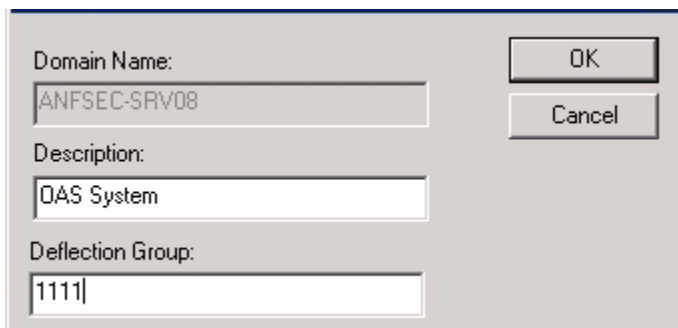 Domain Name:
OK
ANFSEC-SRV08
Cancel
Description:
OAS System
Deflection Group:
1111